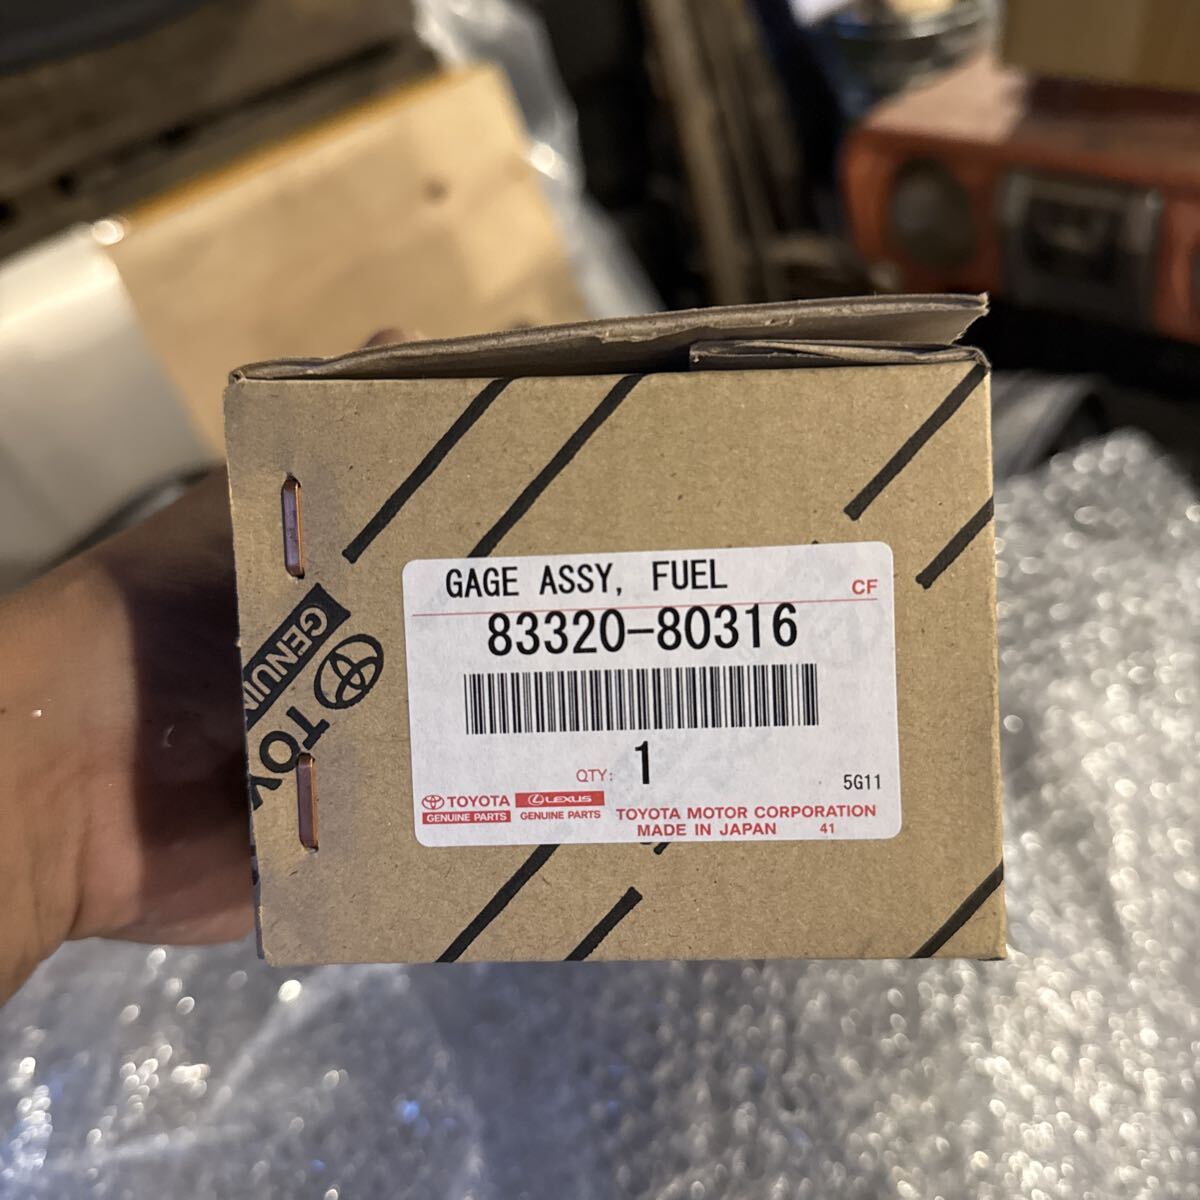 GAGE ASSY, FUEL
CF
83320-80316
QTY: 1
5G11
TOYOTA
GENUINE PARTS
LEXUS
GENUINE PARTS
TOYOTA MOTOR CORPORATION
MADE IN JAPAN 41